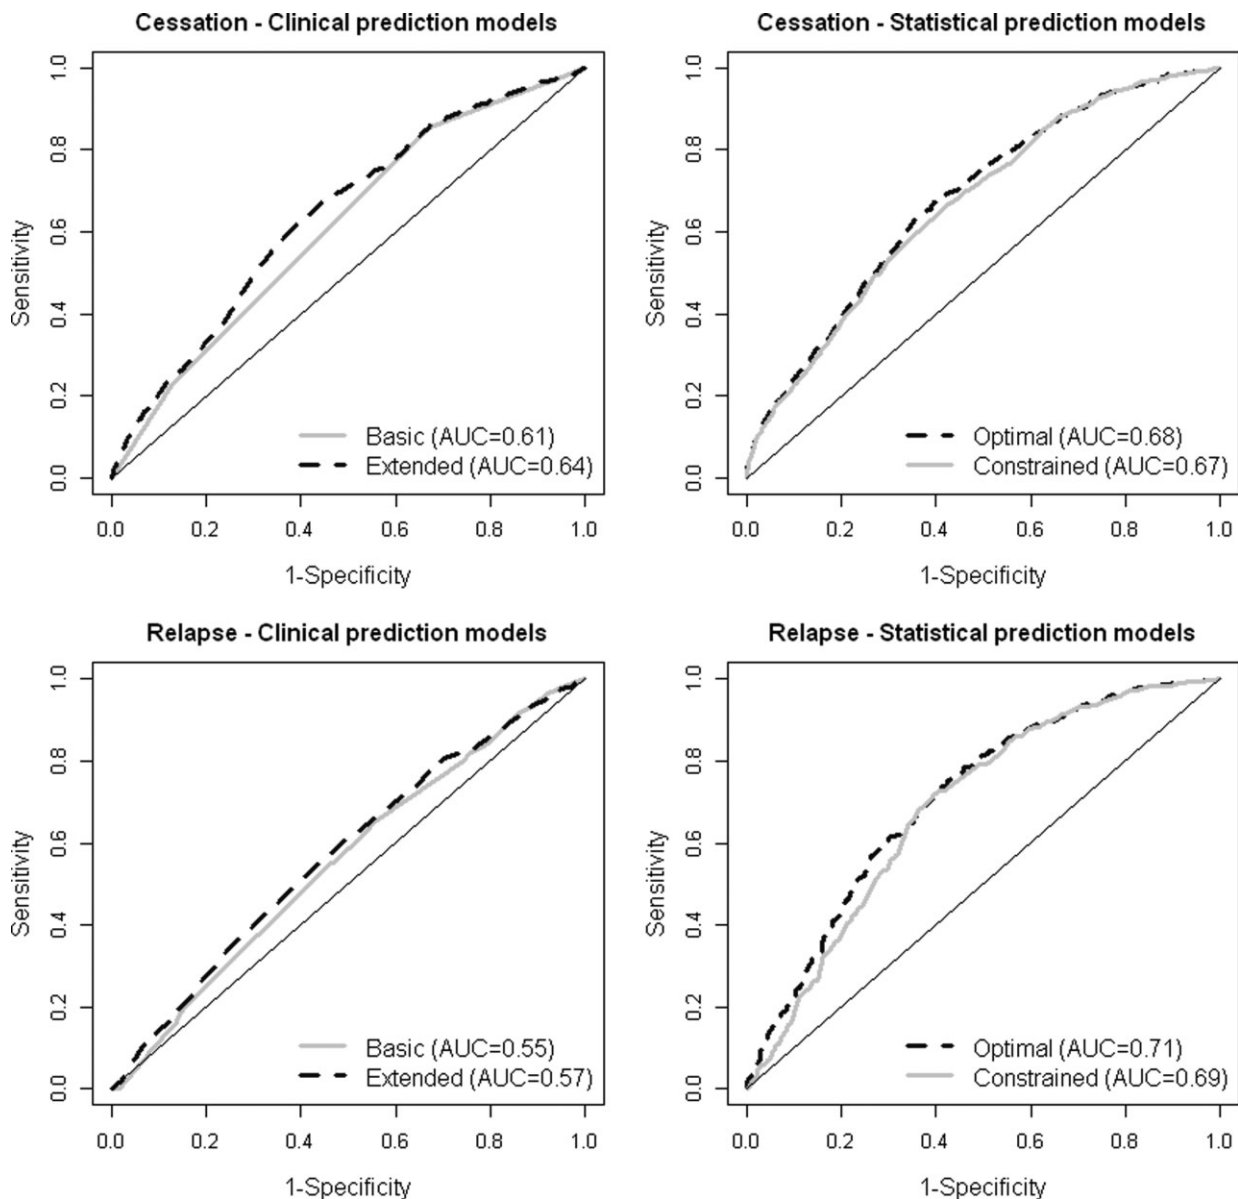 Cessation - Clinical prediction models
Sensitivity
1.0
0.8
0.6
0.4
0.2
0.0
Basic (AUC=0.61)
Extended (AUC=0.64)
0.0 0.2 0.4 0.6 0.8 1.0
1-Specificity
Cessation - Statistical prediction models
Sensitivity
1.0
0.8
0.6
0.4
0.2
0.0
Optimal (AUC=0.68)
Constrained (AUC=0.67)
0.0 0.2 0.4 0.6 0.8 1.0
1-Specificity
Relapse - Clinical prediction models
Sensitivity
1.0
0.8
0.6
0.4
0.2
0.0
Basic (AUC=0.55)
Extended (AUC=0.57)
0.0 0.2 0.4 0.6 0.8 1.0
1-Specificity
Relapse - Statistical prediction models
Sensitivity
1.0
0.8
0.6
0.4
0.2
0.0
Optimal (AUC=0.71)
Constrained (AUC=0.69)
0.0 0.2 0.4 0.6 0.8 1.0
1-Specificity